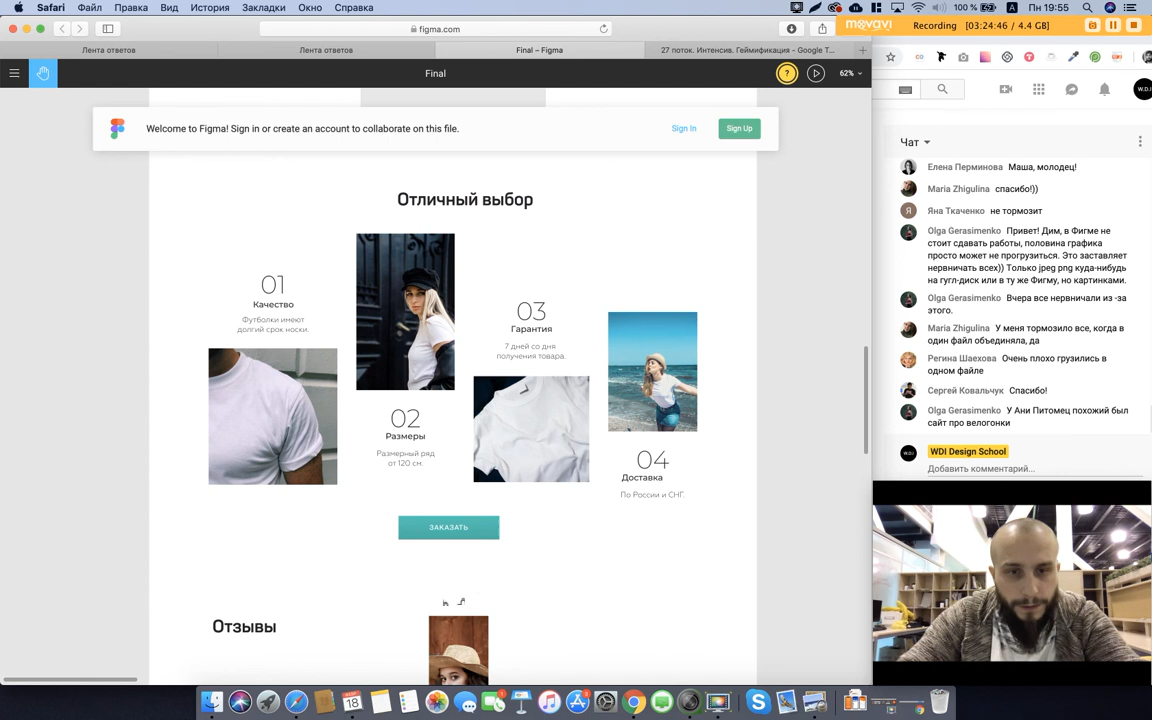 Safari Файл Правка Вид История Закладки Окно Справка
100 % Пн 19:55
movavi Recording [03:24:46 / 4.4 GB]
figma.com
Лента ответов
Лента ответов
Final – Figma
27 поток. Интенсив. Геймификация - Google T...
Final
?
62%
Welcome to Figma! Sign in or create an account to collaborate on this file.
Sign In
Sign Up
Отличный выбор
01
Качество
Футболки имеют
долгий срок носки.
02
Размеры
Размерный ряд
от 120 см.
03
Гарантия
7 дней со дня
получения товара.
04
Доставка
По России и СНГ.
ЗАКАЗАТЬ
Отзывы
W.D.I
Чат
Елена Перминова Маша, молодец!
Maria Zhigulina спасибо!))
Я
Яна Ткаченко не тормозит
Olga Gerasimenko Привет! Дим, в Фигме не
стоит сдавать работы, половина графика
просто может не прогрузиться. Это заставляет
нервничать всех)) Только jpeg png куда-нибудь
на гугл-диск или в ту же Фигму, но картинками.
Olga Gerasimenko Вчера все нервничали из -за
этого.
Maria Zhigulina У меня тормозило все, когда в
один файл объединяла, да
Регина Шаехова Очень плохо грузились в
одном файле
Сергей Ковальчук Спасибо!
Olga Gerasimenko У Ани Питомец похожий был
сайт про велогонки
W.D.I
WDI Design School
Добавить комментарий...
18